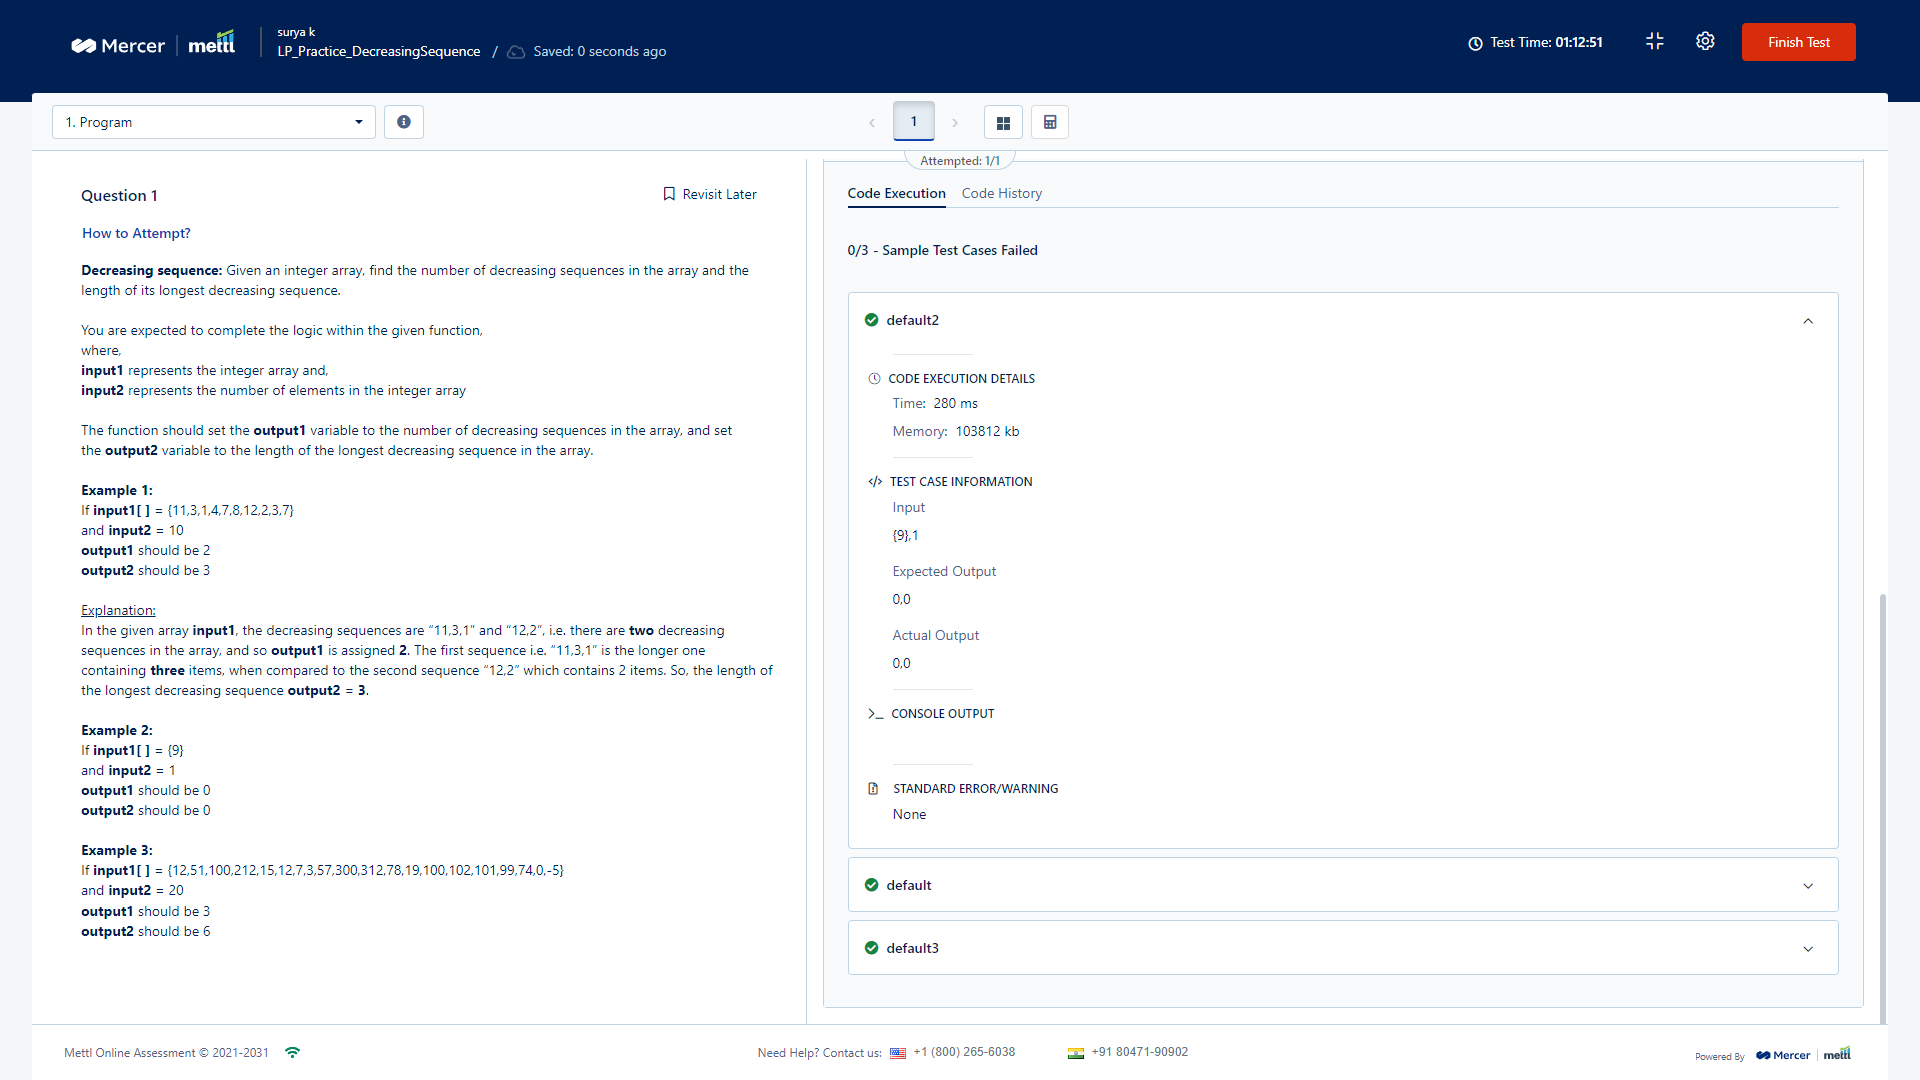 Mercer | mettl
surya k
LP_Practice_DecreasingSequence / Saved: 0 seconds ago
Test Time: 01:12:51
Finish Test
1. Program
1
Attempted: 1/1
Question 1
Revisit Later
How to Attempt?
Decreasing sequence: Given an integer array, find the number of decreasing sequences in the array and the
length of its longest decreasing sequence.
You are expected to complete the logic within the given function,
where,
input1 represents the integer array and,
input2 represents the number of elements in the integer array
The function should set the output1 variable to the number of decreasing sequences in the array, and set
the output2 variable to the length of the longest decreasing sequence in the array.
Example 1:
If input1[ ] = {11,3,1,4,7,8,12,2,3,7}
and input2 = 10
output1 should be 2
output2 should be 3
Explanation:
In the given array input1, the decreasing sequences are “11,3,1” and “12,2”, i.e. there are two decreasing
sequences in the array, and so output1 is assigned 2. The first sequence i.e. “11,3,1” is the longer one
containing three items, when compared to the second sequence “12,2” which contains 2 items. So, the length of
the longest decreasing sequence output2 = 3.
Example 2:
If input1[ ] = {9}
and input2 = 1
output1 should be 0
output2 should be 0
Example 3:
If input1[ ] = {12,51,100,212,15,12,7,3,57,300,312,78,19,100,102,101,99,74,0,-5}
and input2 = 20
output1 should be 3
output2 should be 6
Code Execution Code History
0/3 - Sample Test Cases Failed
default2
CODE EXECUTION DETAILS
Time: 280 ms
Memory: 103812 kb
TEST CASE INFORMATION
Input
{9},1
Expected Output
0,0
Actual Output
0,0
CONSOLE OUTPUT
STANDARD ERROR/WARNING
None
default
default3
Mettl Online Assessment © 2021-2031
Need Help? Contact us: +1 (800) 265-6038
+91 80471-90902
Powered By Mercer | mettl